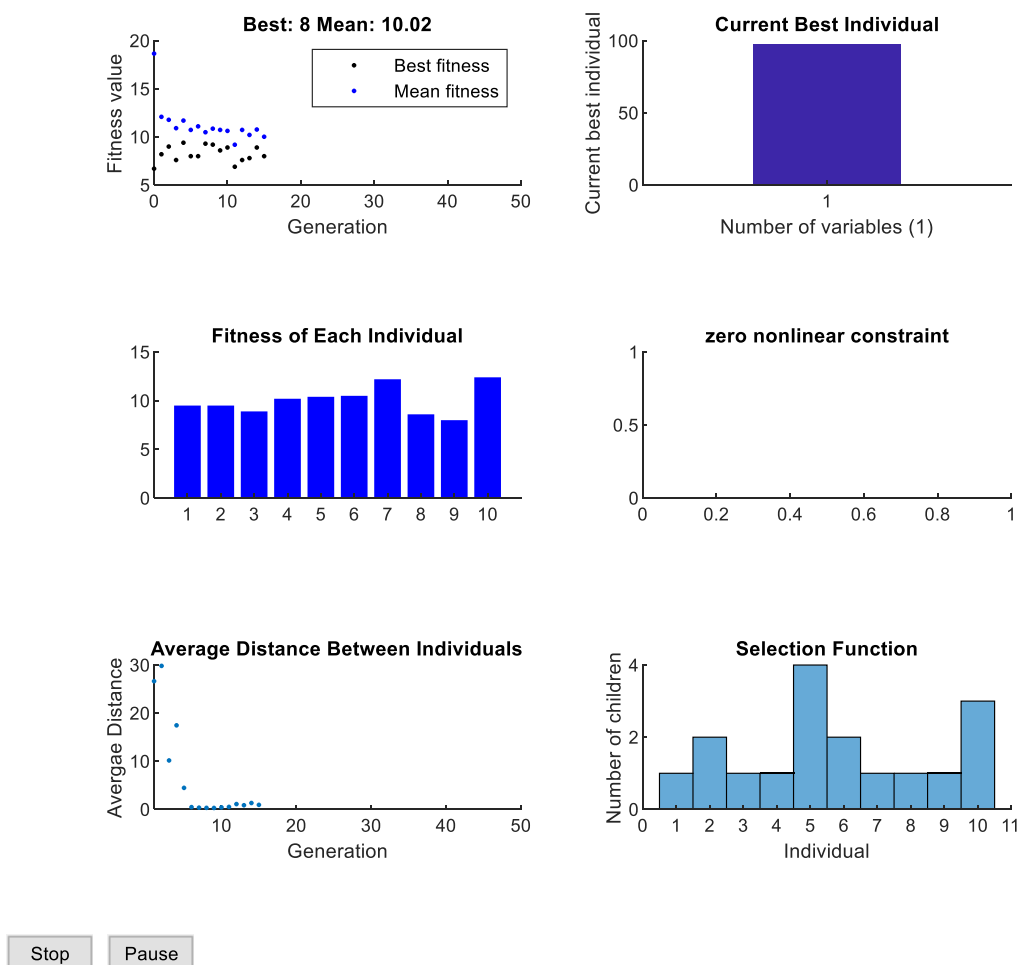 Best: 8 Mean: 10.02
Fitness value
20
15
10
5
0
10
20
30
40
50
Generation
Best fitness
Mean fitness
Current Best Individual
Current best individual
100
50
0
1
Number of variables (1)
Fitness of Each Individual
15
10
5
0
1 2 3 4 5 6 7 8 9 10
zero nonlinear constraint
1
0.5
0
0 0.2 0.4 0.6 0.8 1
Average Distance Between Individuals
Avergae Distance
30
20
10
0
10 20 30 40 50
Generation
Selection Function
Number of children
4
2
0
0 1 2 3 4 5 6 7 8 9 10 11
Individual
Stop Pause